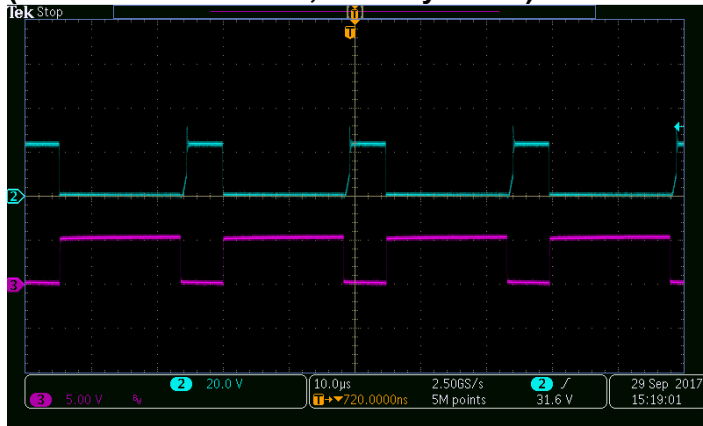 Tek Stop
T
T
2
3
2 20.0 V
3 5.00 V BW
10.0µs 2.50GS/s 2 31.6 V
T→▼720.0000ns 5M points
29 Sep 2017
15:19:01